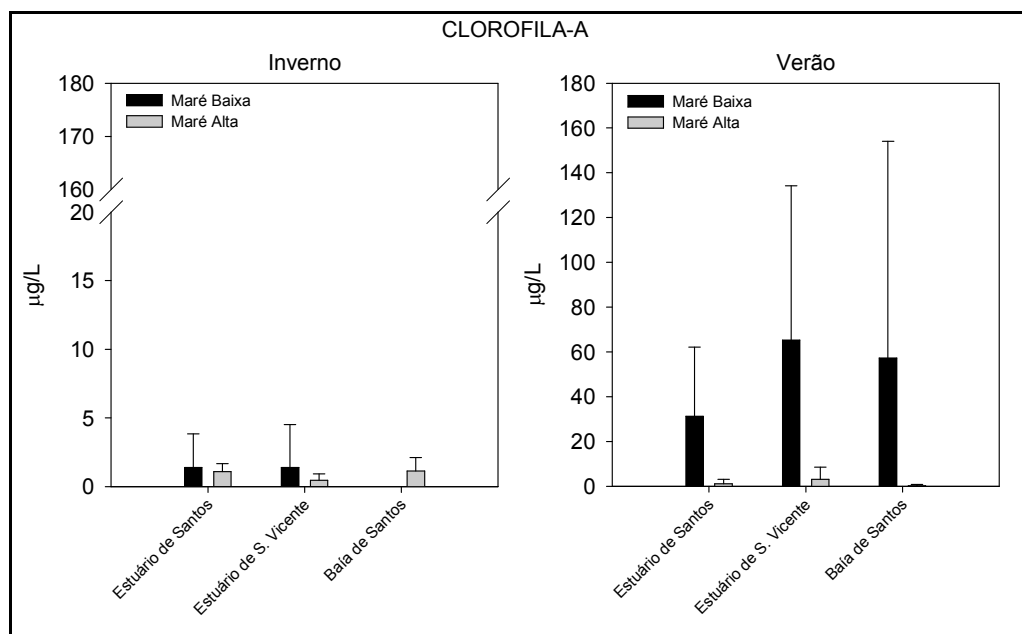 CLOROFILA-A
Inverno
Maré Baixa
Maré Alta
180
170
160
20
15
10
5
0
µg/L
Estuário de Santos
Estuário de S. Vicente
Baía de Santos
Verão
Maré Baixa
Maré Alta
180
160
140
120
100
80
60
40
20
0
µg/L
Estuário de Santos
Estuário de S. Vicente
Baía de Santos